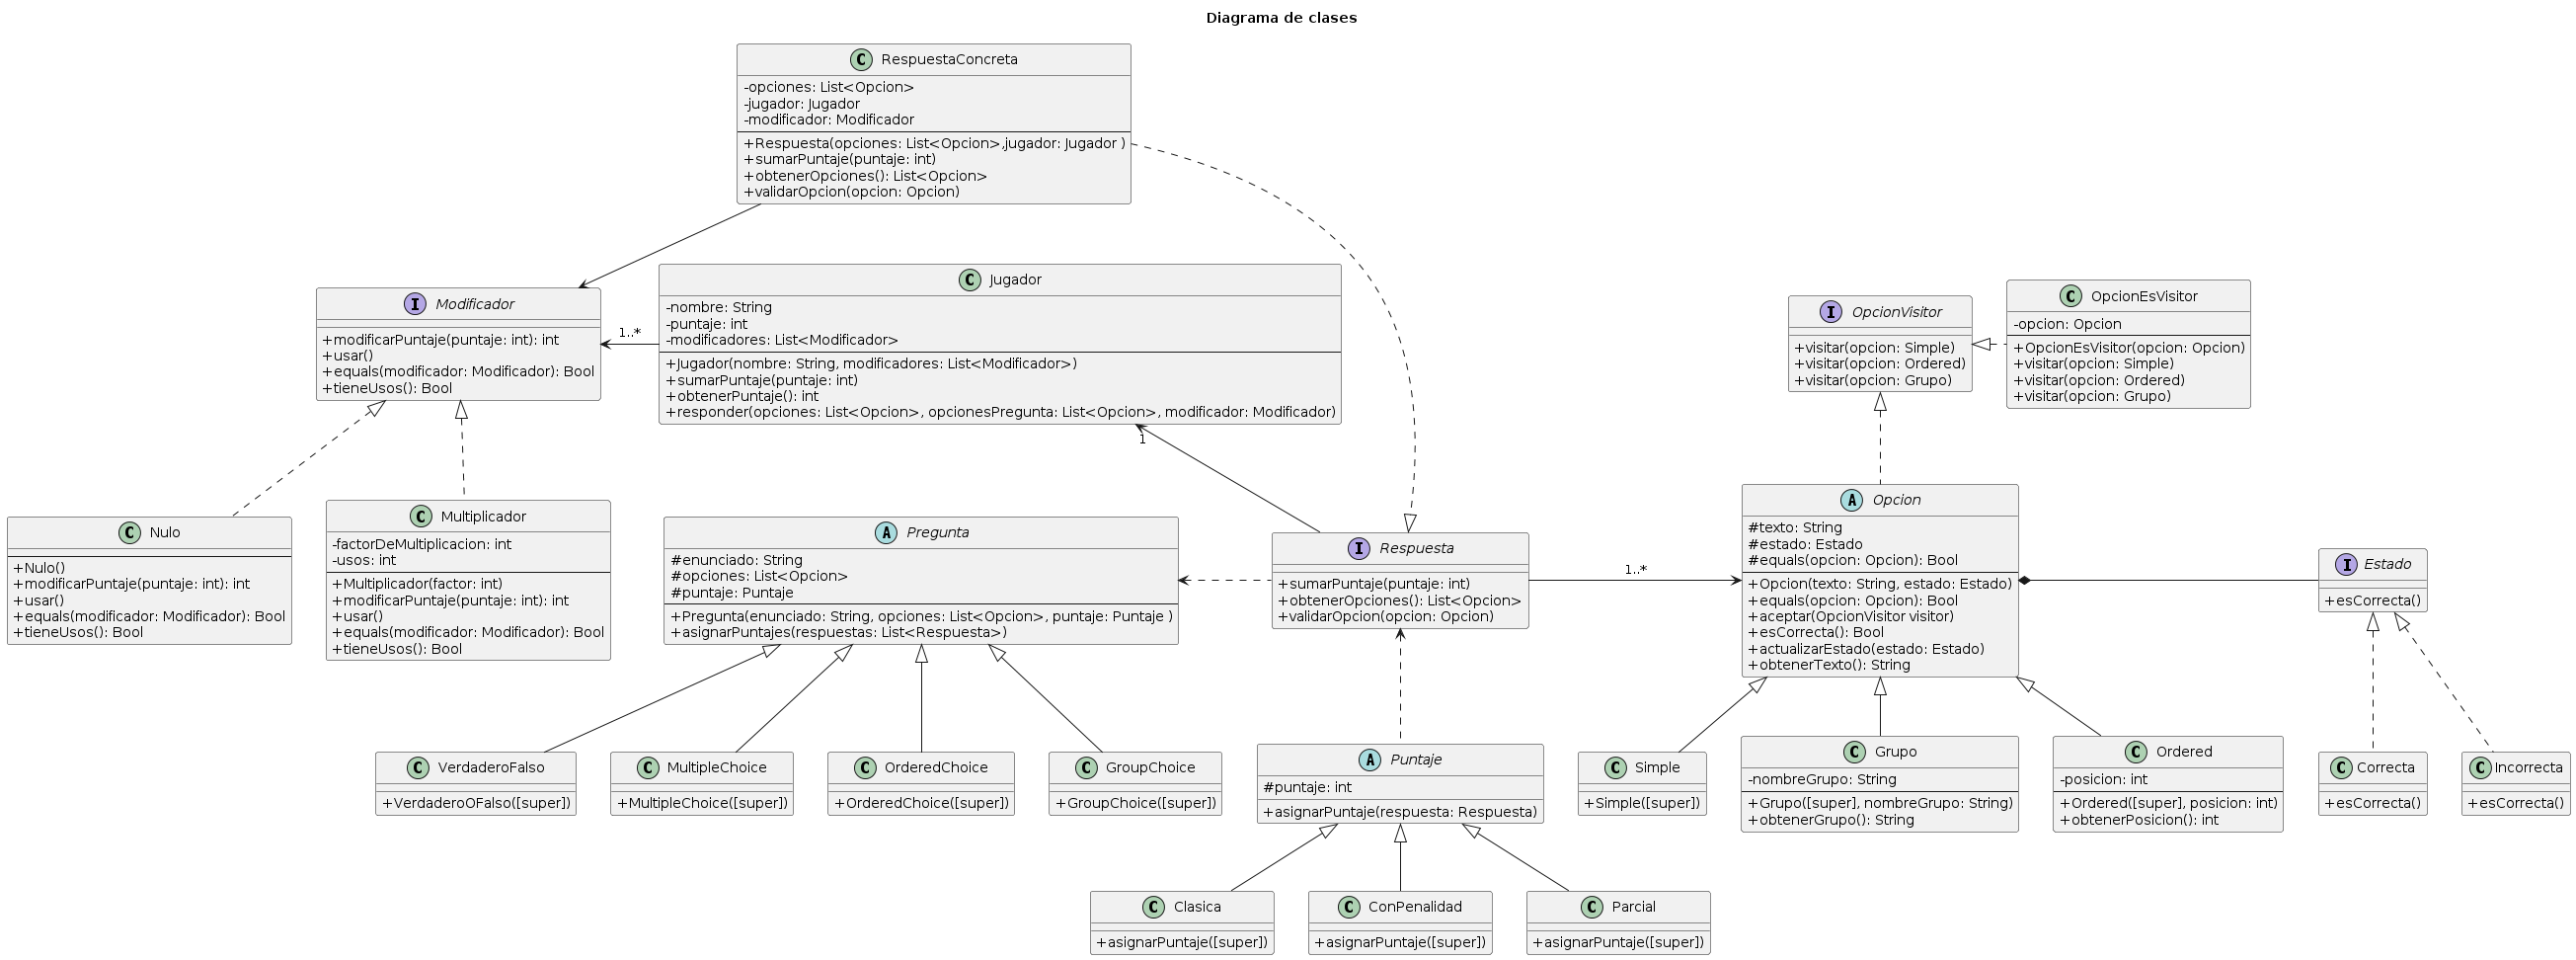 Diagrama de clases
C RespuestaConcreta
-opciones: List<Opcion>
-jugador: Jugador
-modificador: Modificador
+Respuesta(opciones: List<Opcion>,jugador: Jugador )
+sumarPuntaje(puntaje: int)
+obtenerOpciones(): List<Opcion>
+validarOpcion(opcion: Opcion)
I Modificador
+modificarPuntaje(puntaje: int): int
+usar()
+equals(modificador: Modificador): Bool
+tieneUsos(): Bool
1..*
C Jugador
-nombre: String
-puntaje: int
-modificadores: List<Modificador>
+Jugador(nombre: String, modificadores: List<Modificador>)
+sumarPuntaje(puntaje: int)
+obtenerPuntaje(): int
+responder(opciones: List<Opcion>, opcionesPregunta: List<Opcion>, modificador: Modificador)
1
I OpcionVisitor
+visitar(opcion: Simple)
+visitar(opcion: Ordered)
+visitar(opcion: Grupo)
C OpcionEsVisitor
-opcion: Opcion
+OpcionEsVisitor(opcion: Opcion)
+visitar(opcion: Simple)
+visitar(opcion: Ordered)
+visitar(opcion: Grupo)
C Nulo
+Nulo()
+modificarPuntaje(puntaje: int): int
+usar()
+equals(modificador: Modificador): Bool
+tieneUsos(): Bool
C Multiplicador
-factorDeMultiplicacion: int
-usos: int
+Multiplicador(factor: int)
+modificarPuntaje(puntaje: int): int
+usar()
+equals(modificador: Modificador): Bool
+tieneUsos(): Bool
A Pregunta
#enunciado: String
#opciones: List<Opcion>
#puntaje: Puntaje
+Pregunta(enunciado: String, opciones: List<Opcion>, puntaje: Puntaje )
+asignarPuntajes(respuestas: List<Respuesta>)
I Respuesta
+sumarPuntaje(puntaje: int)
+obtenerOpciones(): List<Opcion>
+validarOpcion(opcion: Opcion)
1..*
A Opcion
#texto: String
#estado: Estado
#equals(opcion: Opcion): Bool
+Opcion(texto: String, estado: Estado)
+equals(opcion: Opcion): Bool
+aceptar(OpcionVisitor visitor)
+esCorrecta(): Bool
+actualizarEstado(estado: Estado)
+obtenerTexto(): String
I Estado
+esCorrecta()
C VerdaderoFalso
+VerdaderoOFalso([super])
C MultipleChoice
+MultipleChoice([super])
C OrderedChoice
+OrderedChoice([super])
C GroupChoice
+GroupChoice([super])
A Puntaje
#puntaje: int
+asignarPuntaje(respuesta: Respuesta)
C Simple
+Simple([super])
C Grupo
-nombreGrupo: String
+Grupo([super], nombreGrupo: String)
+obtenerGrupo(): String
C Ordered
-posicion: int
+Ordered([super], posicion: int)
+obtenerPosicion(): int
C Correcta
+esCorrecta()
C Incorrecta
+esCorrecta()
C Clasica
+asignarPuntaje([super])
C ConPenalidad
+asignarPuntaje([super])
C Parcial
+asignarPuntaje([super])